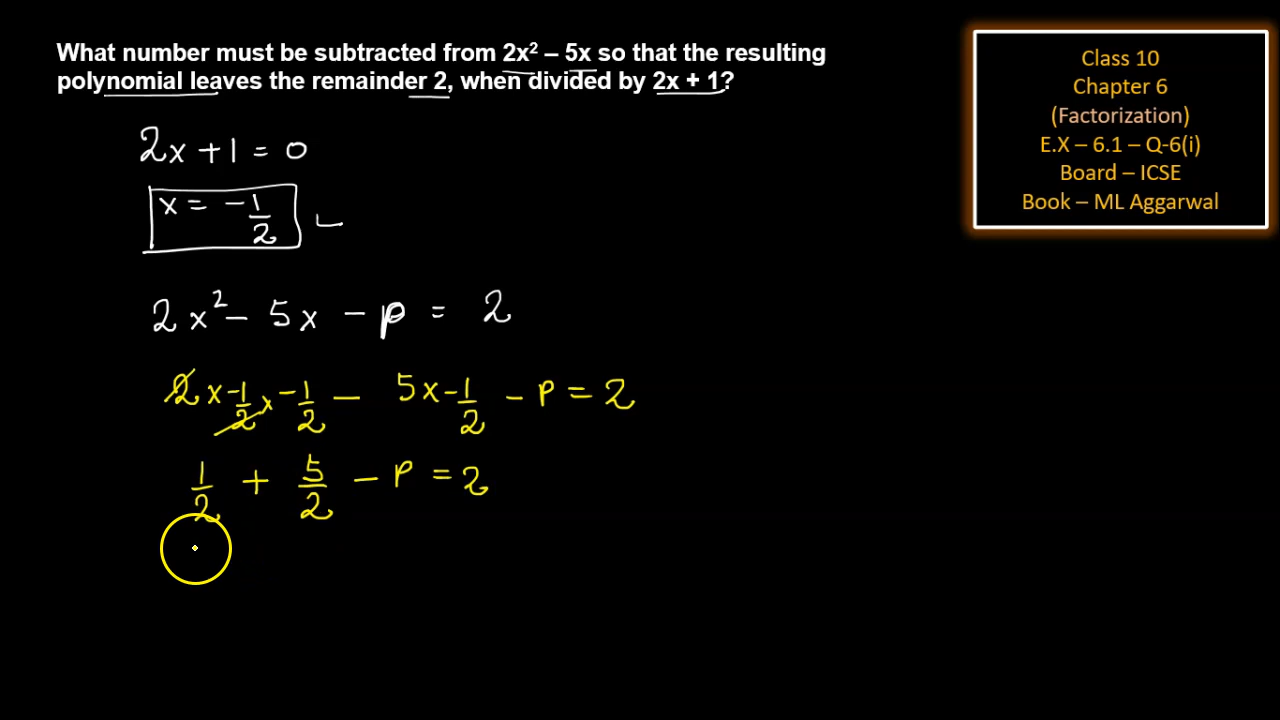 What number must be subtracted from 2x² – 5x so that the resulting
polynomial leaves the remainder 2, when divided by 2x + 1?
Class 10
Chapter 6
(Factorization)
E.X – 6.1 – Q-6(i)
Board – ICSE
Book – ML Aggarwal
2x + 1 = 0
x = -1/2
2x² - 5x - p = 2
2 x -1/2 x -1/2 - 5 x -1/2 - p = 2
1/2 + 5/2 - p = 2